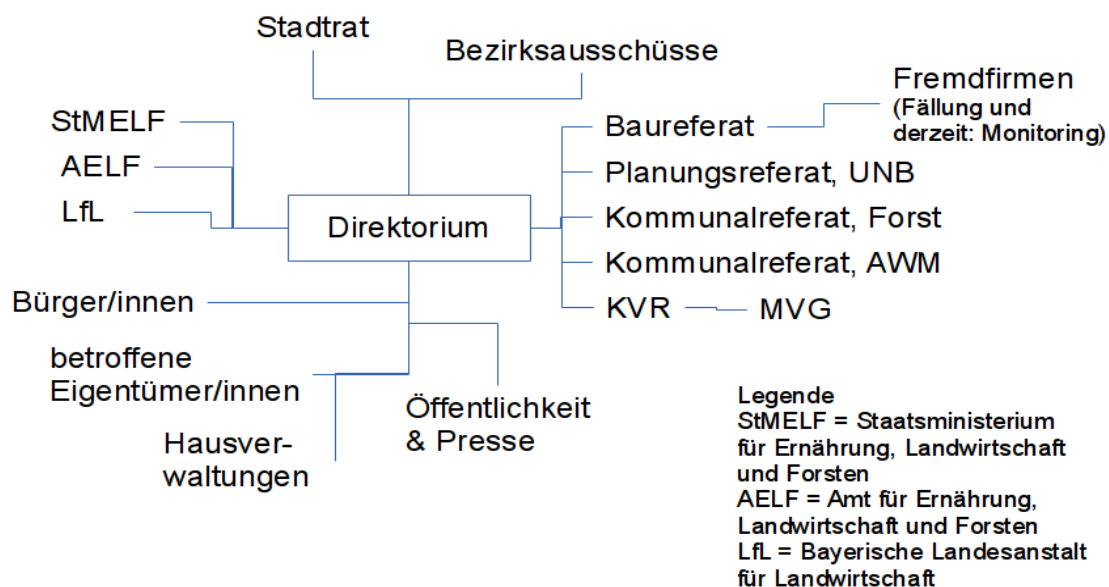 Stadtrat
Bezirksausschüsse
Fremdfirmen
(Fällung und
derzeit: Monitoring)
StMELF
AELF
LfL
Baureferat
Planungsreferat, UNB
Kommunalreferat, Forst
Kommunalreferat, AWM
KVR
MVG
Direktorium
Bürger/innen
betroffene
Eigentümer/innen
Hausver-
waltungen
Öffentlichkeit
& Presse
Legende
StMELF = Staatsministerium
für Ernährung, Landwirtschaft
und Forsten
AELF = Amt für Ernährung,
Landwirtschaft und Forsten
LfL = Bayerische Landesanstalt
für Landwirtschaft